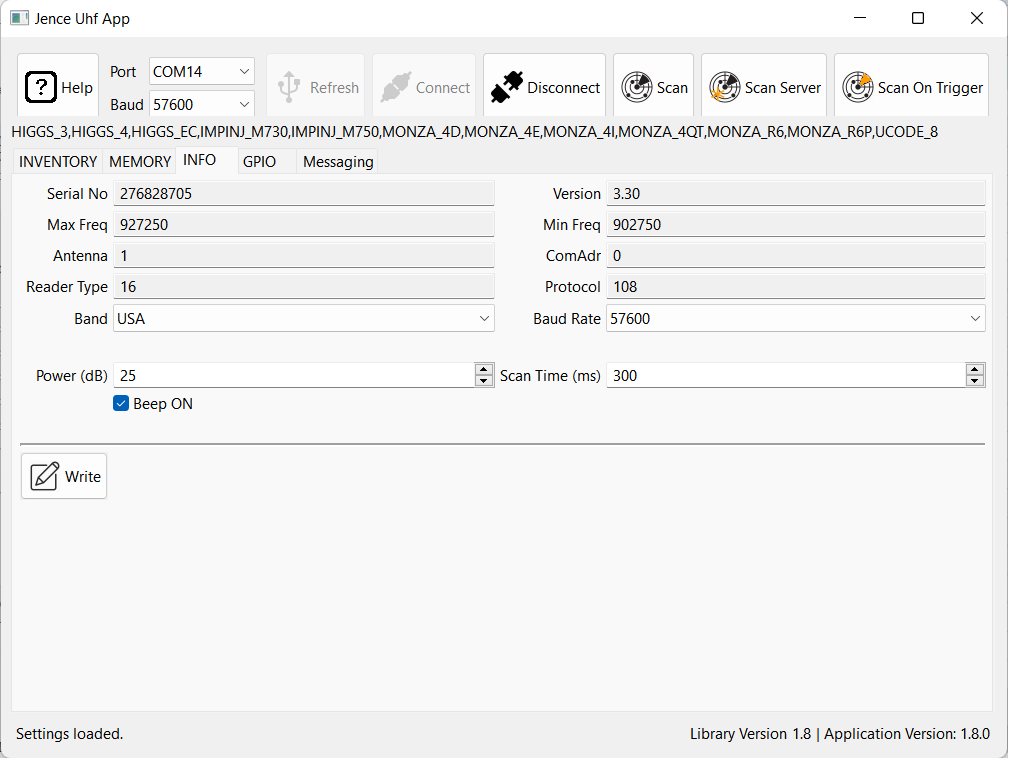 Jence Uhf App
Help
Port COM14
Baud 57600
Refresh
Connect
Disconnect
Scan
Scan Server
Scan On Trigger
HIGGS_3,HIGGS_4,HIGGS_EC,IMPINJ_M730,IMPINJ_M750,MONZA_4D,MONZA_4E,MONZA_4I,MONZA_4QT,MONZA_R6,MONZA_R6P,UCODE_8
INVENTORY MEMORY INFO GPIO Messaging
Serial No 276828705 Version 3.30
Max Freq 927250 Min Freq 902750
Antenna 1 ComAdr 0
Reader Type 16 Protocol 108
Band USA Baud Rate 57600
Power (dB) 25 Scan Time (ms) 300
Beep ON
Write
Settings loaded. Library Version 1.8 | Application Version: 1.8.0